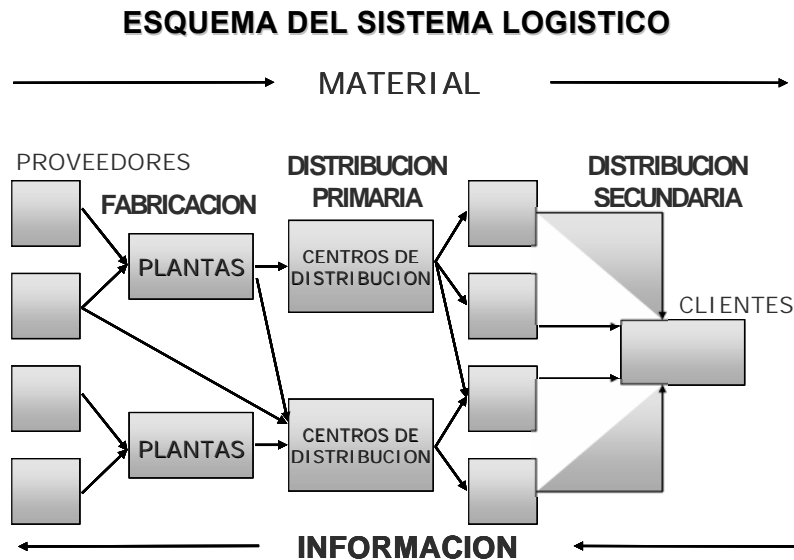 ESQUEMA DEL SISTEMA LOGISTICO
MATERIAL
PROVEEDORES
FABRICACION
DISTRIBUCION
PRIMARIA
DISTRIBUCION
SECUNDARIA
PLANTAS
CENTROS DE
DISTRIBUCION
CLIENTES
PLANTAS
CENTROS DE
DISTRIBUCION
INFORMACION